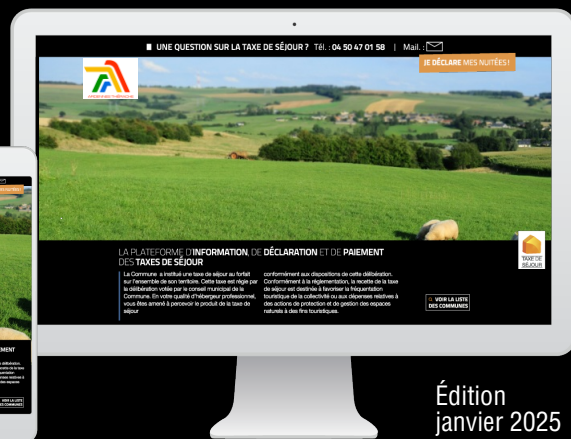 UNE QUESTION SUR LA TAXE DE SÉJOUR ? Tél. : 04 50 47 01 58 | Mail. :
JE DÉCLARE MES NUITÉES !
LA PLATEFORME D'INFORMATION, DE DÉCLARATION ET DE PAIEMENT
DES TAXES DE SÉJOUR
La Commune a institué une taxe de séjour au forfait
sur l'ensemble de son territoire. Cette taxe est régie par
la délibération votée par le conseil municipal de la
Commune. En votre qualité d'hébergeur professionnel,
vous êtes amené à percevoir le produit de la taxe de
séjour
conformément aux dispositions de cette délibération.
Conformément à la réglementation, la recette de la taxe
de séjour est destinée à favoriser la fréquentation
touristique de la collectivité ou aux dépenses relatives à
des actions de protection et de gestion des espaces
naturels à des fins touristiques.
TAXE DE
SÉJOUR
VOIR LA LISTE
DES COMMUNES
EMENT
VOIR LA LISTE
DES COMMUNES
Édition
janvier 2025